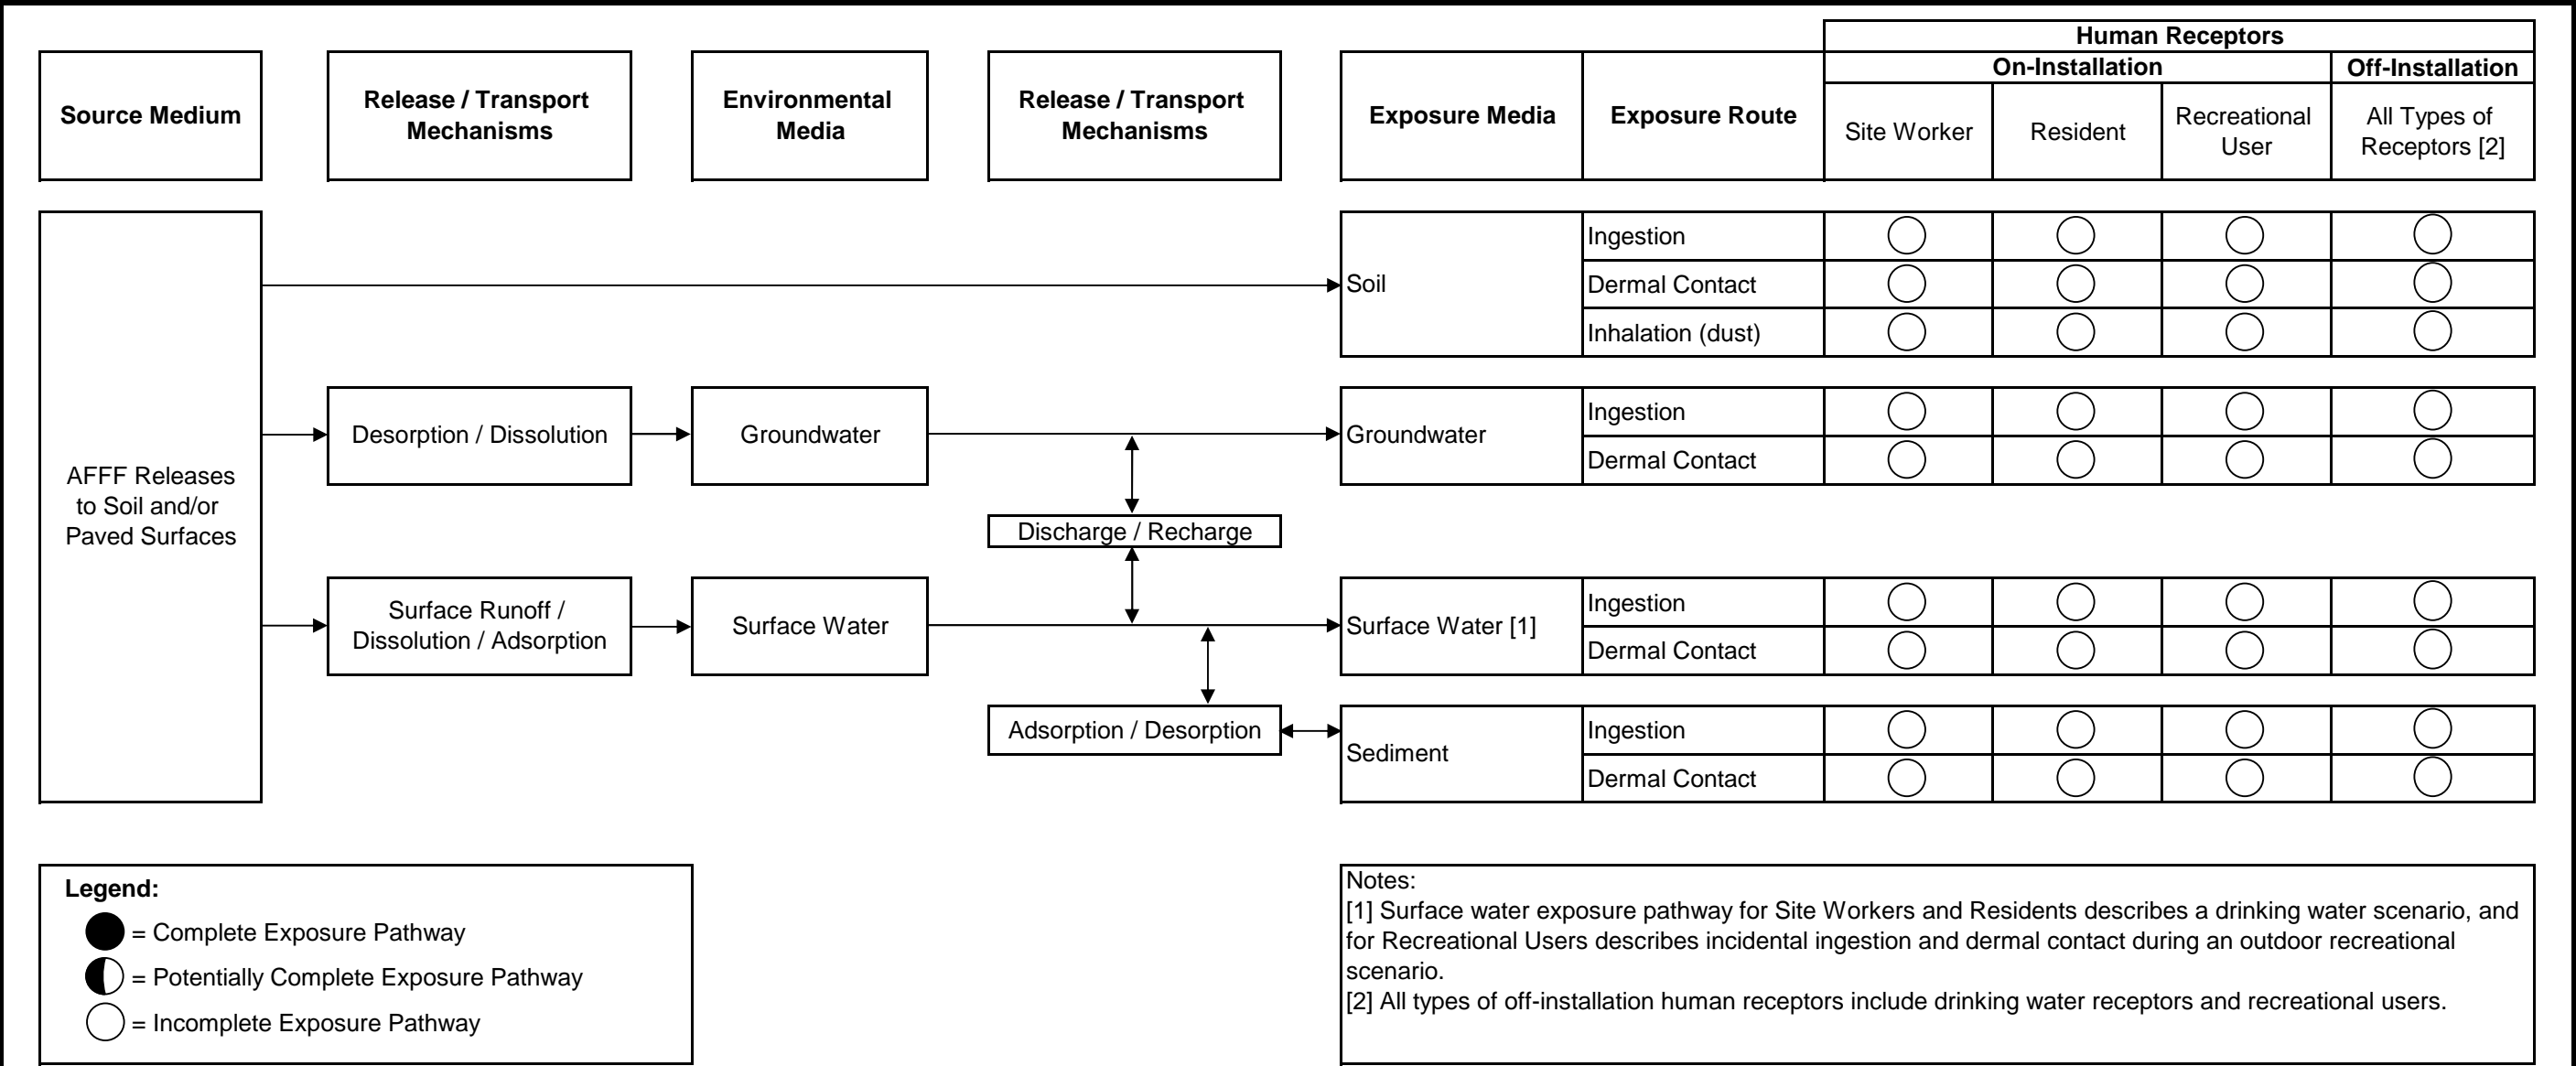 Human Receptors
On-Installation
Off-Installation
Source Medium
Release / Transport
Mechanisms
Environmental
Media
Release / Transport
Mechanisms
Exposure Media
Exposure Route
Site Worker
Resident
Recreational
User
All Types of
Receptors [2]
AFFF Releases
to Soil and/or
Paved Surfaces
Soil
Ingestion
Dermal Contact
Inhalation (dust)
Desorption / Dissolution
Groundwater
Groundwater
Ingestion
Dermal Contact
Discharge / Recharge
Surface Runoff /
Dissolution / Adsorption
Surface Water
Surface Water [1]
Ingestion
Dermal Contact
Adsorption / Desorption
Sediment
Ingestion
Dermal Contact
Legend:
= Complete Exposure Pathway
= Potentially Complete Exposure Pathway
= Incomplete Exposure Pathway
Notes:
[1] Surface water exposure pathway for Site Workers and Residents describes a drinking water scenario, and
for Recreational Users describes incidental ingestion and dermal contact during an outdoor recreational
scenario.
[2] All types of off-installation human receptors include drinking water receptors and recreational users.